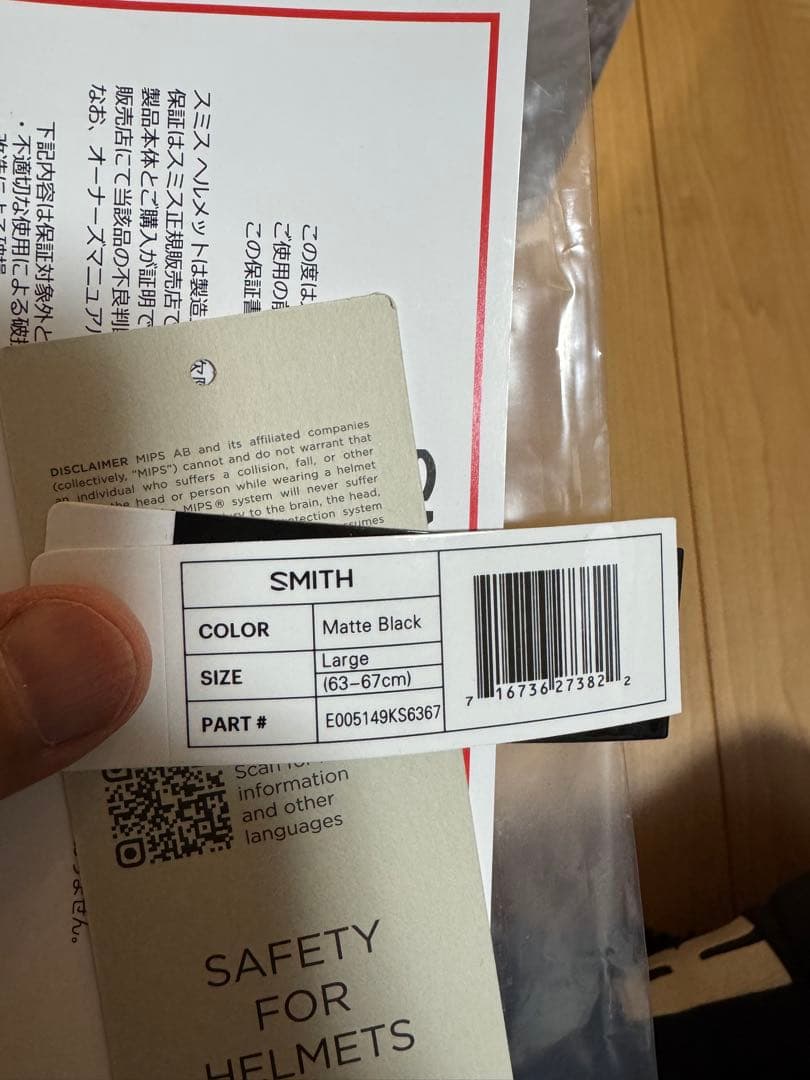 この度は
ご使用の前
この保証書
スミス ヘルメットは製造
保証はスミス正規販売店で
製品本体とご購入が証明で
販売店にて当該品の不良判
なお、オーナーズマニュアル
下記内容は保証対象外と
・不適切な使用による破損
DISCLAIMER MIPS AB and its affiliated companies
(collectively, "MIPS") cannot and do not warrant that
an individual who suffers a collision, fall, or other
the head or person while wearing a helmet
MIPS® system will never suffer
to the brain, the head,
system
SMITH
COLOR Matte Black
SIZE Large
(63–67cm)
PART # E005149KS6367
7 16736 27382 2
Scan
information
and other
languages
SAFETY
FOR
HELMETS
ません。